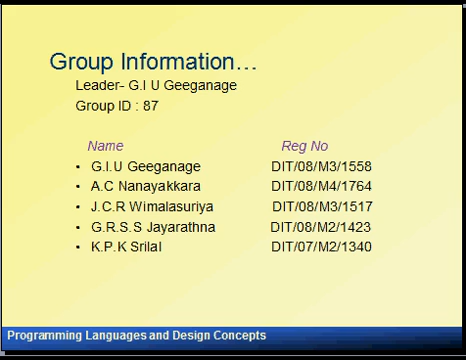 Group Information...
Leader- G.I U Geeganage
Group ID : 87
Name Reg No
• G.I.U Geeganage DIT/08/M3/1558
• A.C Nanayakkara DIT/08/M4/1764
• J.C.R Wimalasuriya DIT/08/M3/1517
• G.R.S.S Jayarathna DIT/08/M2/1423
• K.P.K Srilal DIT/07/M2/1340
Programming Languages and Design Concepts